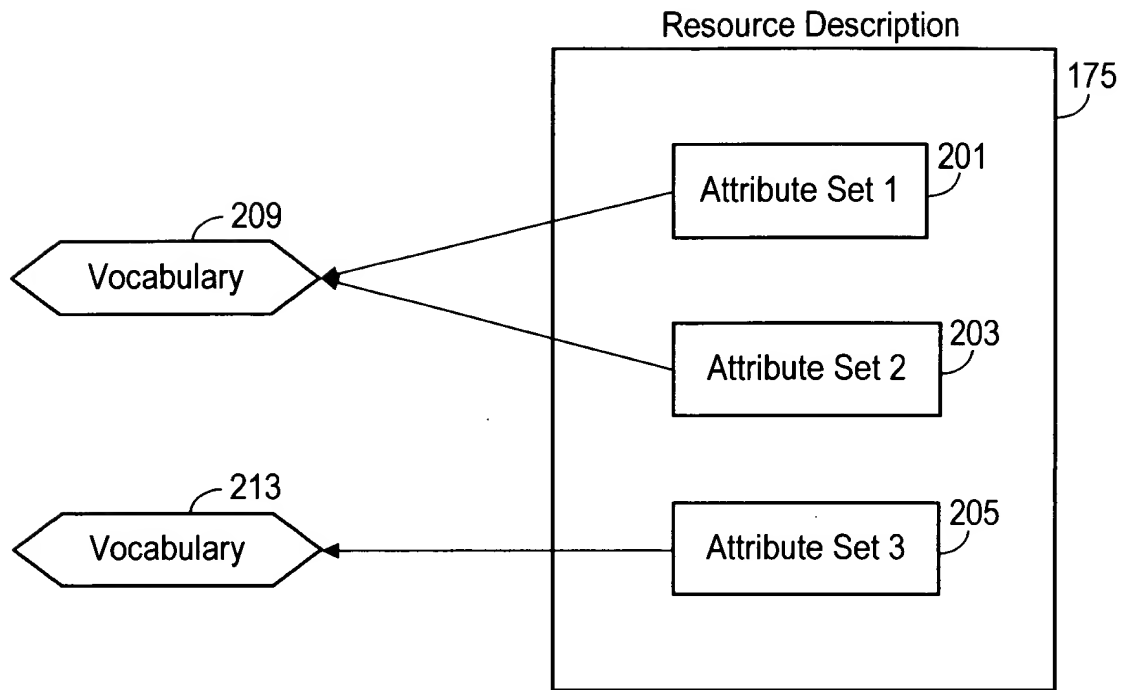 Resource Description
175
201
Attribute Set 1
209
Vocabulary
203
Attribute Set 2
213
Vocabulary
205
Attribute Set 3